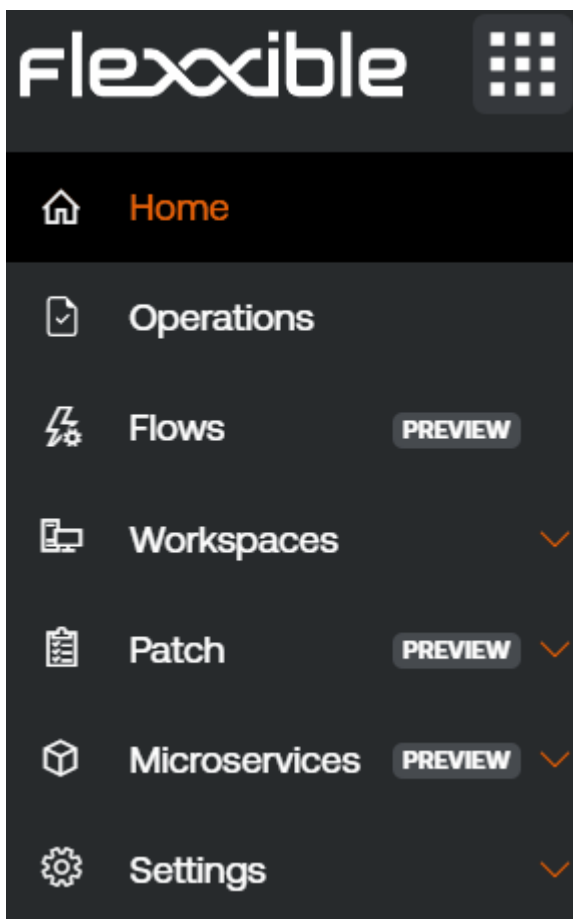 Flexxible
Home
Operations
Flows PREVIEW
Workspaces
Patch PREVIEW
Microservices PREVIEW
Settings